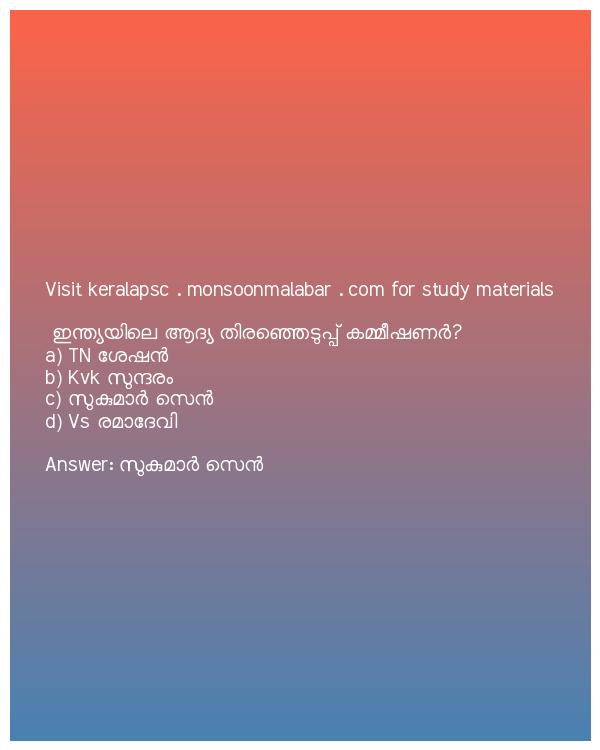 Visit keralapsc . monsoonmalabar . com for study materials
ഇന്ത്യയിലെ ആദ്യ തിരഞ്ഞെടുപ്പ് കമ്മീഷണർ?
a) TN ശേഷൻ
b) Kvk സുന്ദരം
c) സുകുമാർ സെൻ
d) Vs രമാദേവി
Answer: സുകുമാർ സെൻ